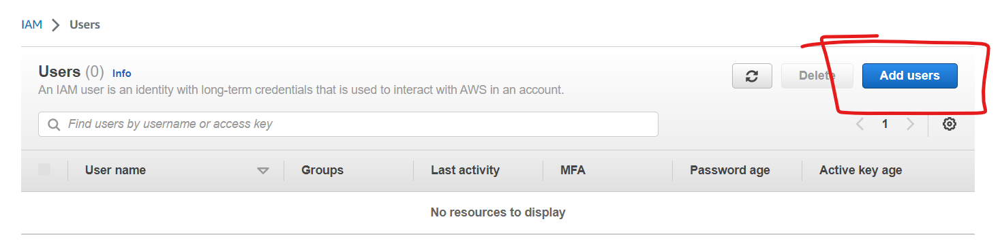 IAM > Users
Users (0) Info
Delete Add users
An IAM user is an identity with long-term credentials that is used to interact with AWS in an account.
Find users by username or access key
1
User name Groups Last activity MFA Password age Active key age
No resources to display